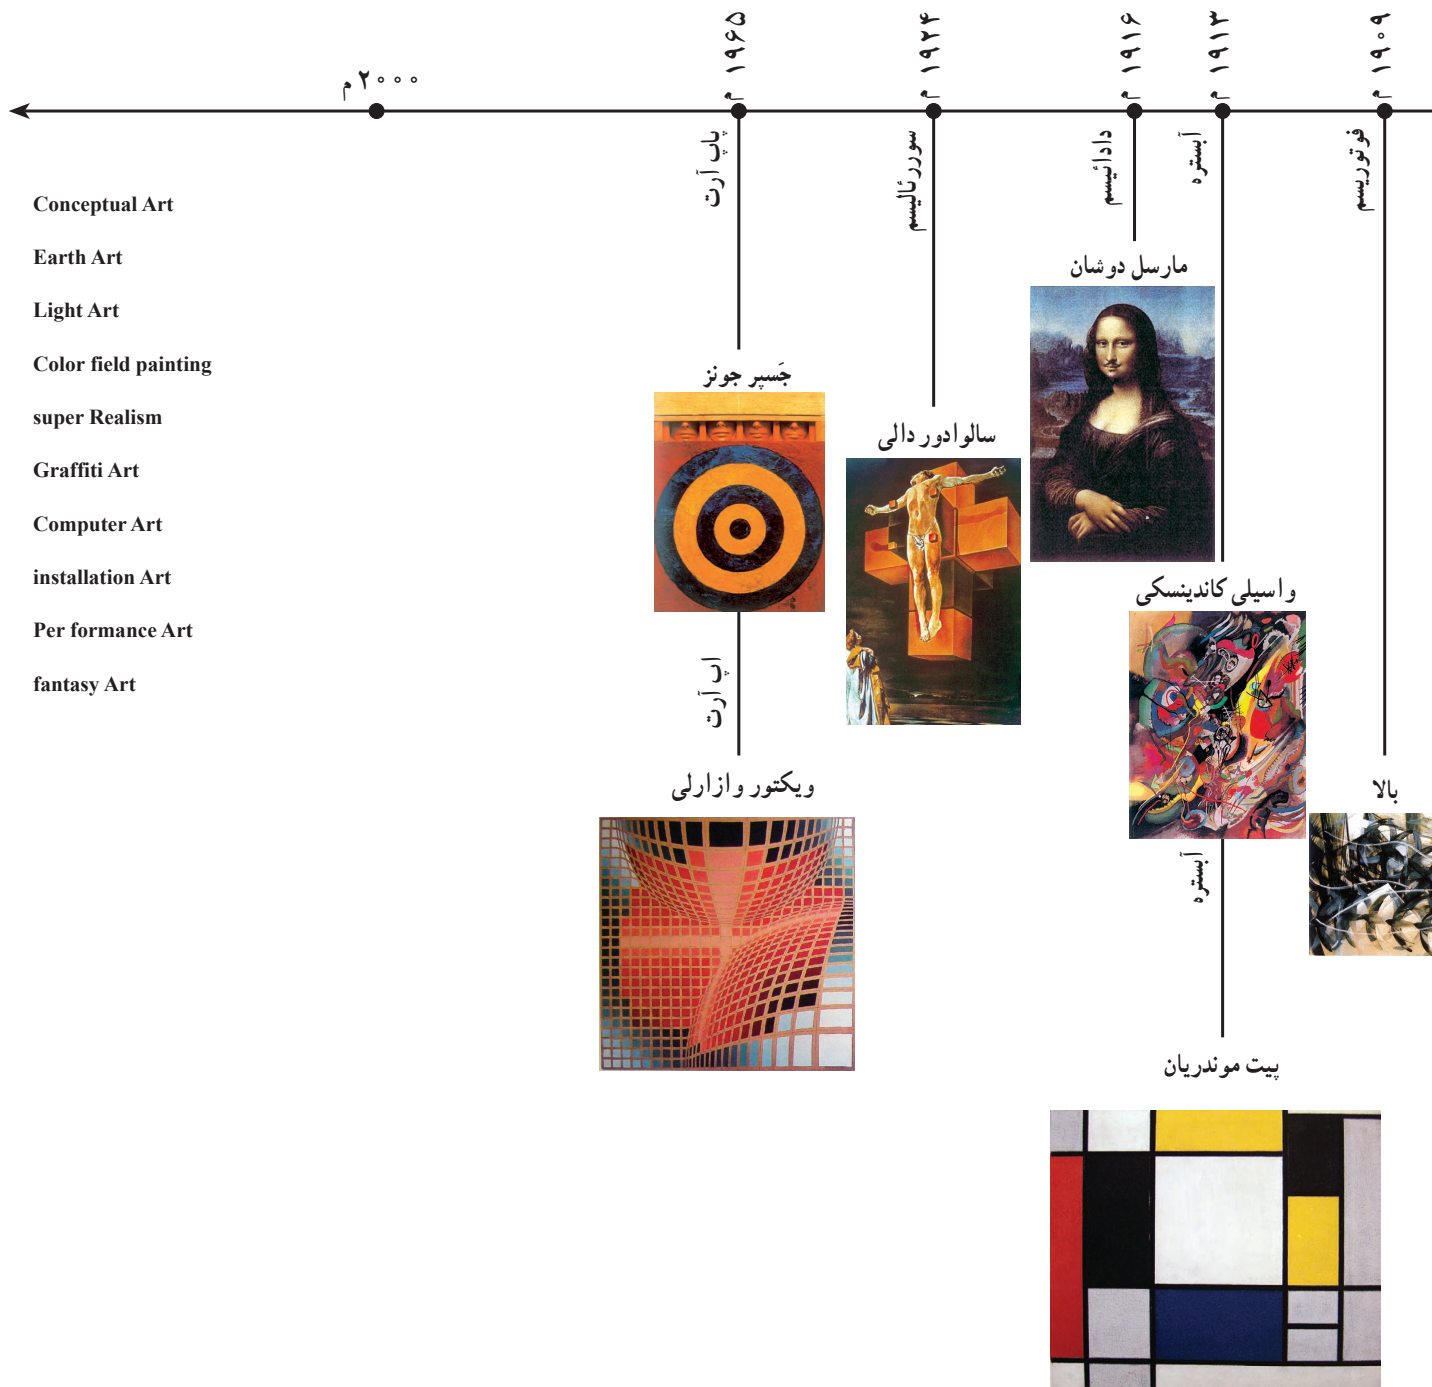 ۱۹۰۹ م
۱۹۱۳ م
۱۹۱۶ م
۱۹۲۴ م
۱۹۶۵ م
۲۰۰۰ م
فوتوریسم
آبستره
دادائیسم
سوررئالیسم
پاپ آرت
مارسل دوشان
جَسپر جونز
سالوادور دالی
واسیلی کاندینسکی
اپ آرت
بالا
ویکتور وازارلی
آبستره
پیت موندریان
Conceptual Art
Earth Art
Light Art
Color field painting
super Realism
Graffiti Art
Computer Art
installation Art
Per formance Art
fantasy Art